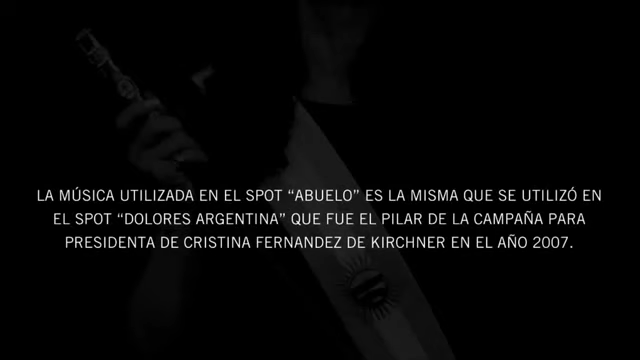 LA MÚSICA UTILIZADA EN EL SPOT “ABUELO” ES LA MISMA QUE SE UTILIZÓ EN
EL SPOT “DOLORES ARGENTINA” QUE FUE EL PILAR DE LA CAMPAÑA PARA
PRESIDENTA DE CRISTINA FERNANDEZ DE KIRCHNER EN EL AÑO 2007.